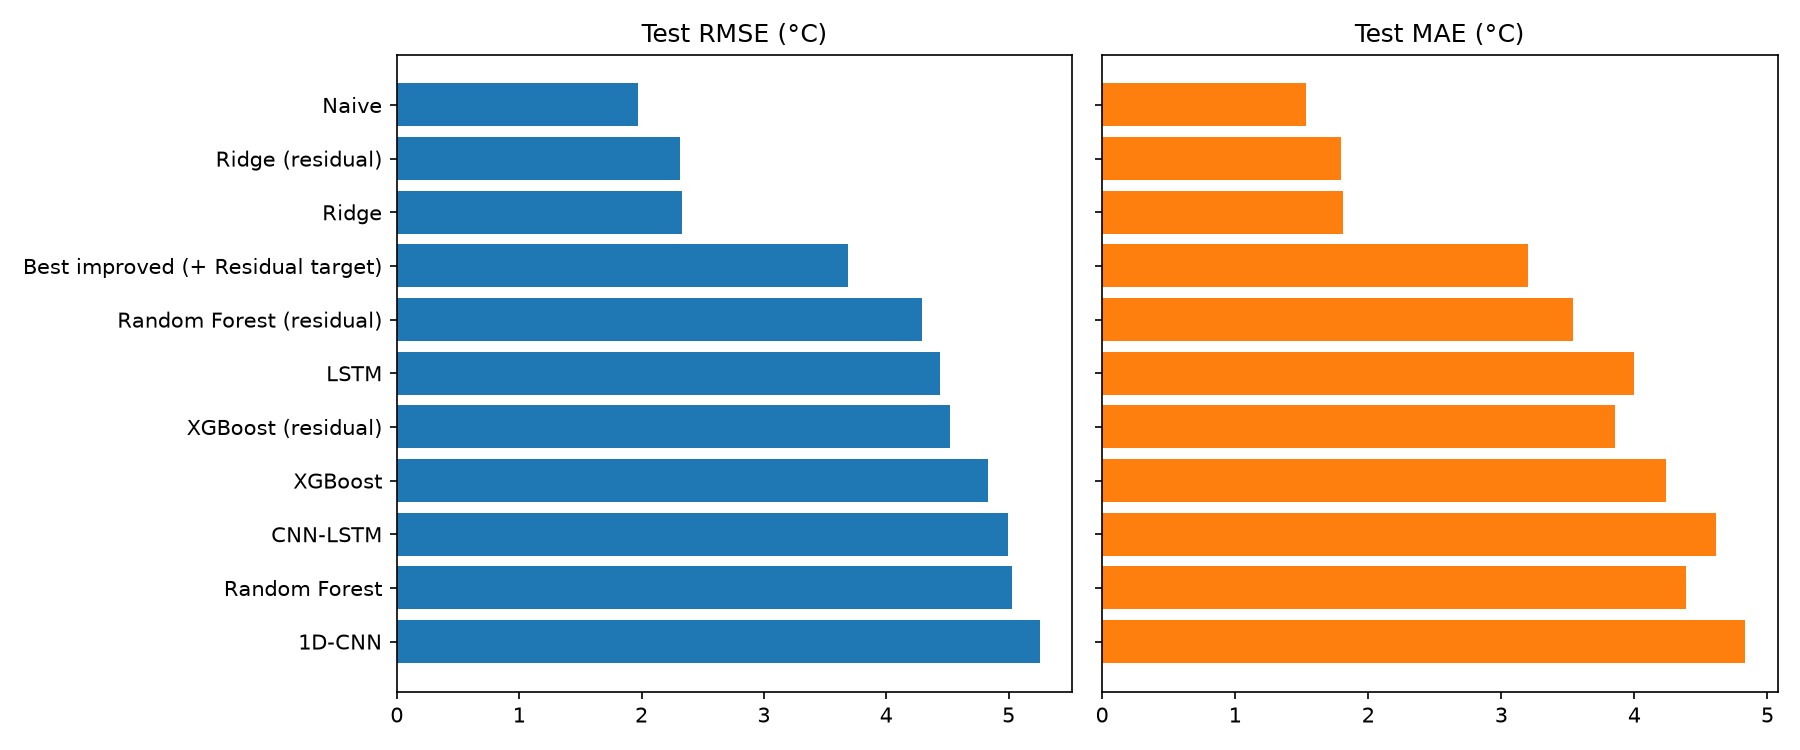 Test RMSE (°C)
Test MAE (°C)
Naive
Ridge (residual)
Ridge
Best improved (+ Residual target)
Random Forest (residual)
LSTM
XGBoost (residual)
XGBoost
CNN-LSTM
Random Forest
1D-CNN
0 1 2 3 4 5
0 1 2 3 4 5